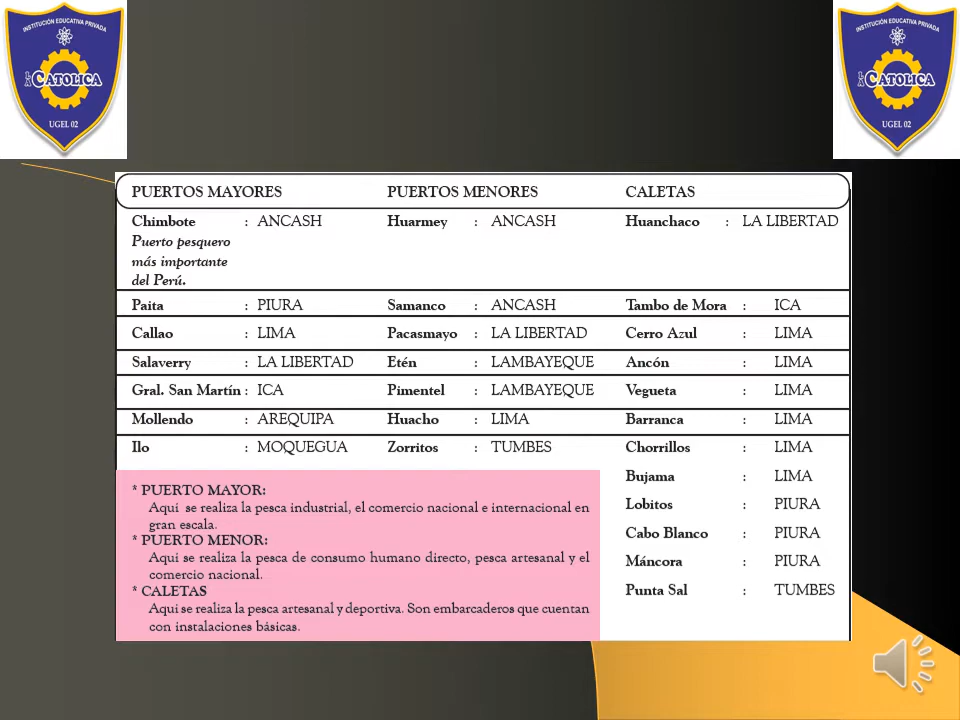 INSTITUCIÓN EDUCATIVA PRIVADA
LA CATOLICA
UGEL 02
INSTITUCIÓN EDUCATIVA PRIVADA
LA CATOLICA
UGEL 02
PUERTOS MAYORES PUERTOS MENORES CALETAS
Chimbote : ANCASH Huarmey : ANCASH Huanchaco : LA LIBERTAD
Puerto pesquero
más importante
del Perú.
Paita : PIURA Samanco : ANCASH Tambo de Mora : ICA
Callao : LIMA Pacasmayo : LA LIBERTAD Cerro Azul : LIMA
Salaverry : LA LIBERTAD Etén : LAMBAYEQUE Ancón : LIMA
Gral. San Martín : ICA Pimentel : LAMBAYEQUE Vegueta : LIMA
Mollendo : AREQUIPA Huacho : LIMA Barranca : LIMA
Ilo : MOQUEGUA Zorritos : TUMBES Chorrillos : LIMA
Bujama : LIMA
Lobitos : PIURA
Cabo Blanco : PIURA
Máncora : PIURA
Punta Sal : TUMBES
* PUERTO MAYOR:
Aquí se realiza la pesca industrial, el comercio nacional e internacional en
gran escala.
* PUERTO MENOR:
Aqui se realiza la pesca de consumo humano directo, pesca artesanal y el
comercio nacional.
* CALETAS
Aqui se realiza la pesca artesanal y deportiva. Son embarcaderos que cuentan
con instalaciones básicas.